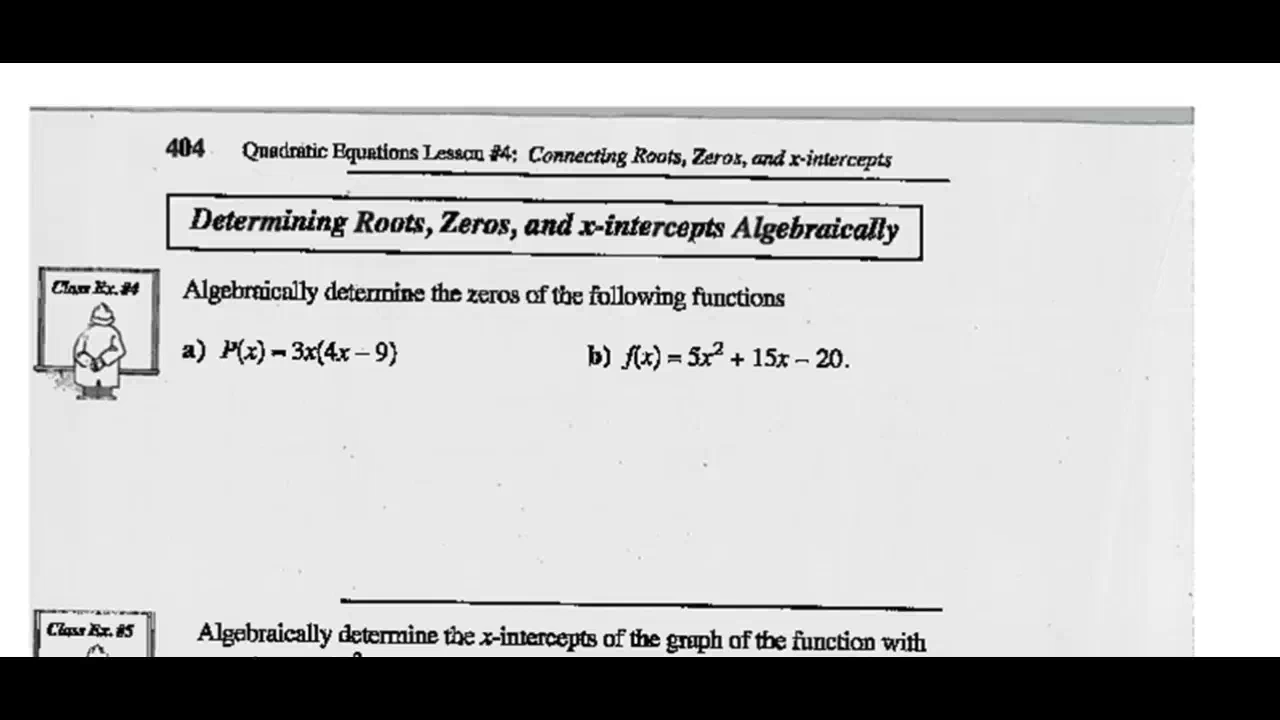 404 Quadratic Equations Lesson #4: Connecting Roots, Zeros, and x-intercepts
Determining Roots, Zeros, and x-intercepts Algebraically
Class Ex. #4
Algebraically determine the zeros of the following functions
a) P(x) = 3x(4x – 9) b) f(x) = 5x² + 15x – 20.
Class Ex. #5
Algebraically determine the x-intercepts of the graph of the function with